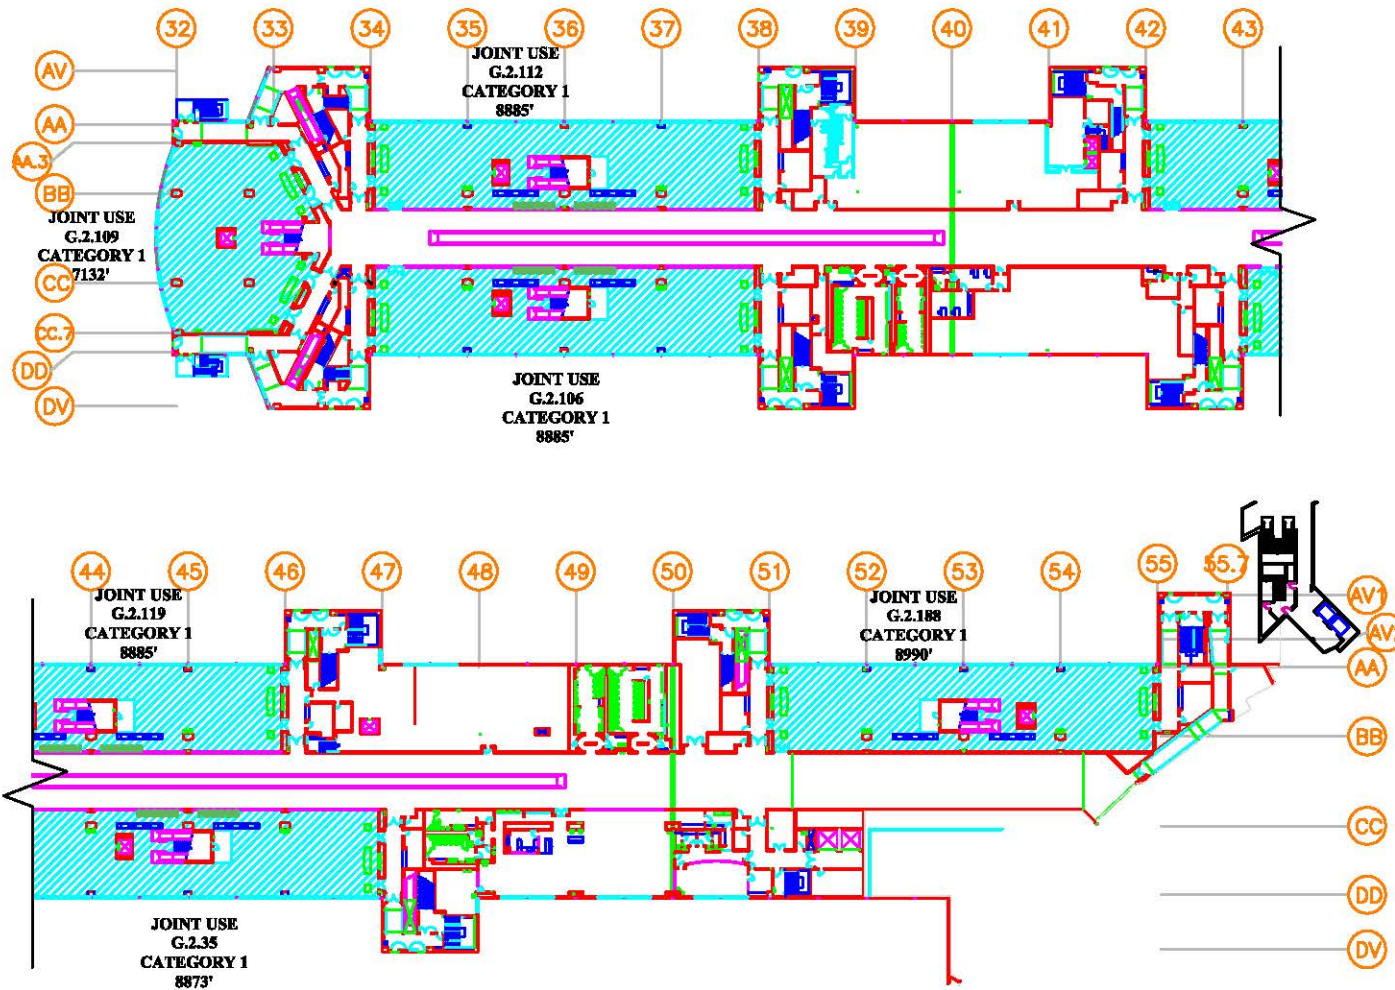 32 33 34 35 36 37 38 39 40 41 42 43
JOINT USE
G.2.112
CATEGORY 1
8885'
AV
AA
AA.3
BB
JOINT USE
G.2.109
CATEGORY 1
7132'
CC
CC.7
DD
DV
JOINT USE
G.2.106
CATEGORY 1
8885'
44 45 46 47 48 49 50 51 52 53 54 55 55.7
JOINT USE
G.2.119
CATEGORY 1
8885'
JOINT USE
G.2.188
CATEGORY 1
8990'
AV1
AA
BB
CC
DD
DV
JOINT USE
G.2.35
CATEGORY 1
8873'